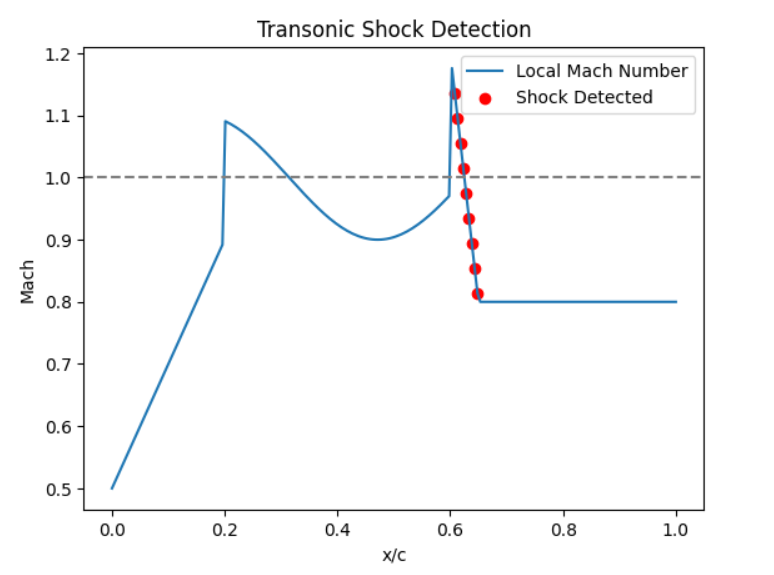 Transonic Shock Detection
1.2
1.1
1.0
0.9
0.8
0.7
0.6
0.5
Mach
Local Mach Number
Shock Detected
0.0 0.2 0.4 0.6 0.8 1.0
x/c